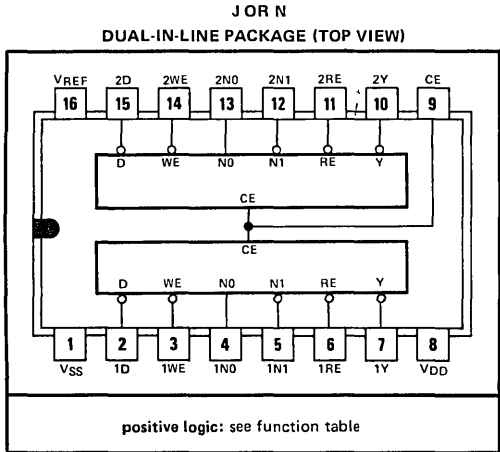 J OR N
DUAL-IN-LINE PACKAGE (TOP VIEW)
VREF 2D 2WE 2N0 2N1 2RE 2Y CE
16 15 14 13 12 11 10 9
D WE N0 N1 RE Y
CE
CE
D WE N0 N1 RE Y
1 2 3 4 5 6 7 8
VSS 1D 1WE 1N0 1N1 1RE 1Y VDD
positive logic: see function table